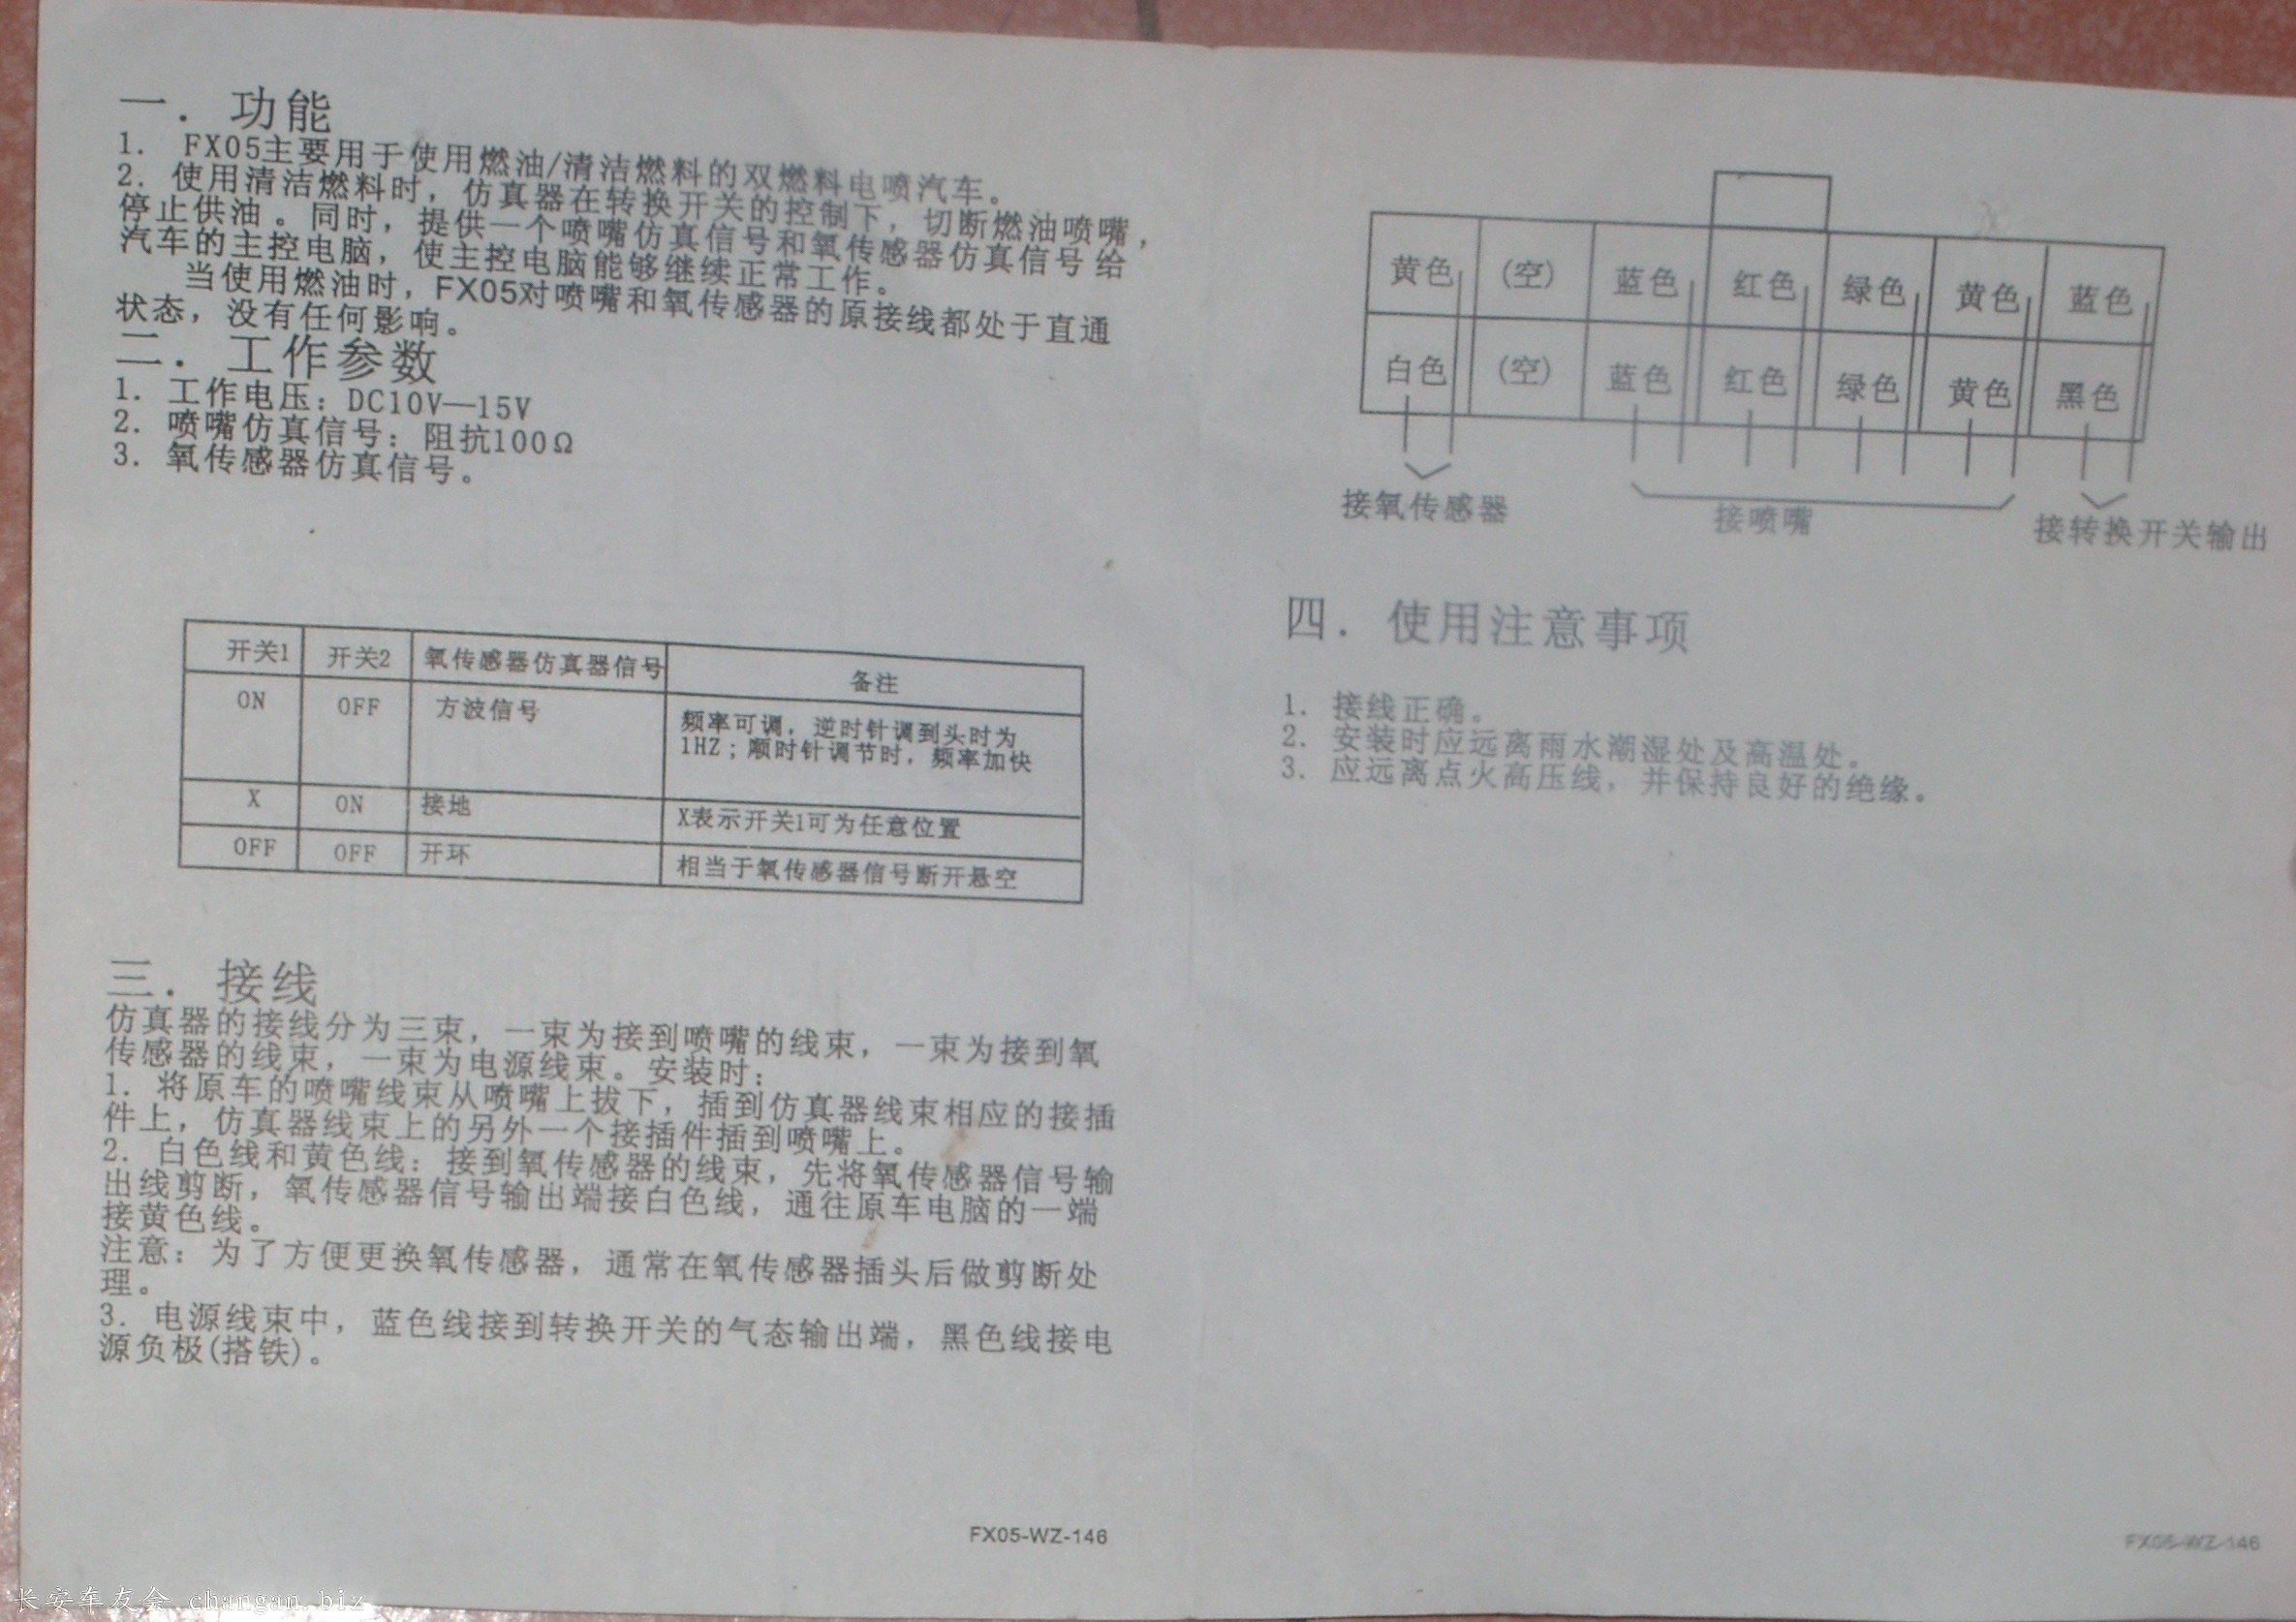 一. 功能
1. FX05主要用于使用燃油/清洁燃料的双燃料电喷汽车。
2. 使用清洁燃料时，仿真器在转换开关的控制下，切断燃油喷嘴，
停止供油。同时，提供一个喷嘴仿真信号和氧传感器仿真信号给
汽车的主控电脑，使主控电脑能够继续正常工作。
当使用燃油时，FX05对喷嘴和氧传感器的原接线都处于直通
状态，没有任何影响。
二. 工作参数
1. 工作电压：DC10V—15V
2. 喷嘴仿真信号：阻抗100Ω
3. 氧传感器仿真信号。
开关1 开关2 氧传感器仿真器信号 备注
ON OFF 方波信号 频率可调，逆时针调到头时为
1HZ；顺时针调节时，频率加快
X ON 接地 X表示开关1可为任意位置
OFF OFF 开环 相当于氧传感器信号断开悬空
三. 接线
仿真器的接线分为三束，一束为接到喷嘴的线束，一束为接到氧
传感器的线束，一束为电源线束。安装时：
1. 将原车的喷嘴线束从喷嘴上拔下，插到仿真器线束相应的接插
件上，仿真器线束上的另外一个接插件插到喷嘴上。
2. 白色线和黄色线：接到氧传感器的线束，先将氧传感器信号输
出线剪断，氧传感器信号输出端接白色线，通往原车电脑的一端
接黄色线。
注意：为了方便更换氧传感器，通常在氧传感器插头后做剪断处
理。
3. 电源线束中，蓝色线接到转换开关的气态输出端，黑色线接电
源负极(搭铁)。
FX05-WZ-146
黄色 (空) 蓝色 红色 绿色 黄色 蓝色
白色 (空) 蓝色 红色 绿色 黄色 黑色
接氧传感器 接喷嘴 接转换开关输出
四. 使用注意事项
1. 接线正确。
2. 安装时应远离雨水潮湿处及高温处。
3. 应远离点火高压线，并保持良好的绝缘。
FX05-WZ-146
长安车友会 changan.biz